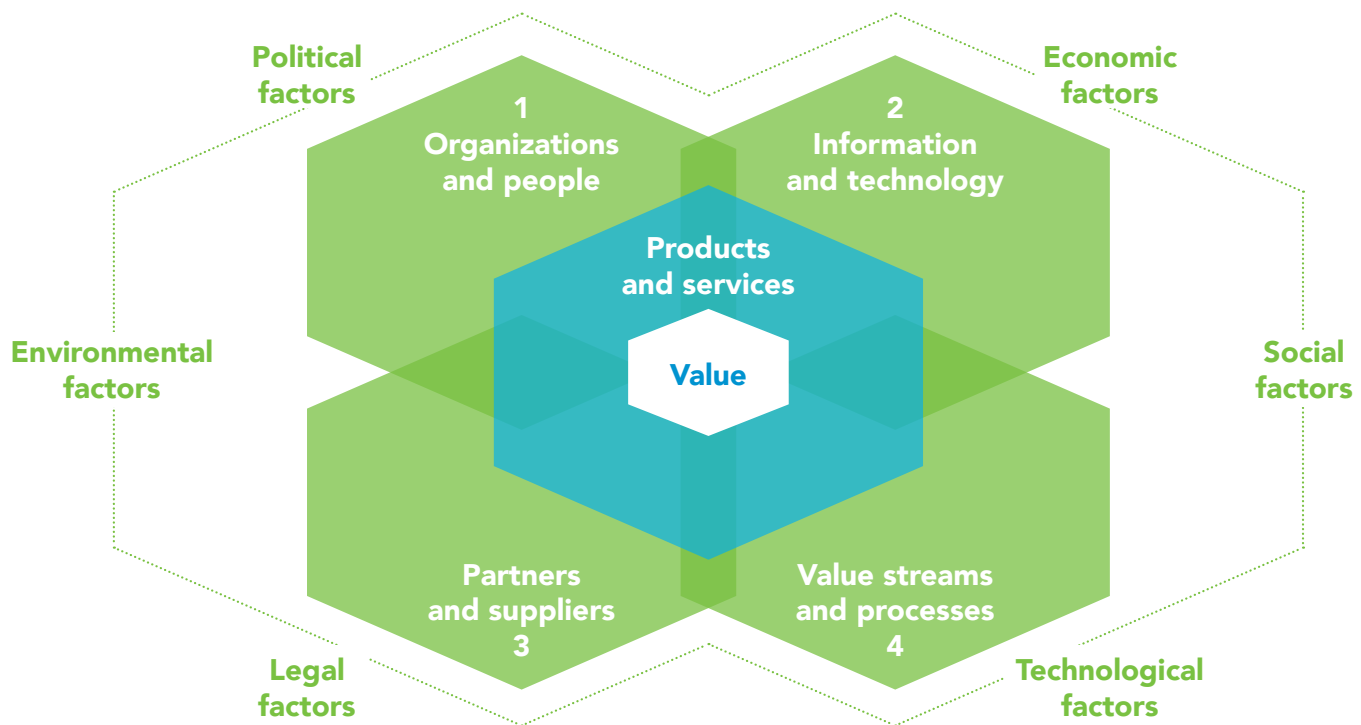 Political
factors
Economic
factors
1
Organizations
and people
2
Information
and technology
Products
and services
Environmental
factors
Value
Social
factors
Partners
and suppliers
3
Value streams
and processes
4
Legal
factors
Technological
factors